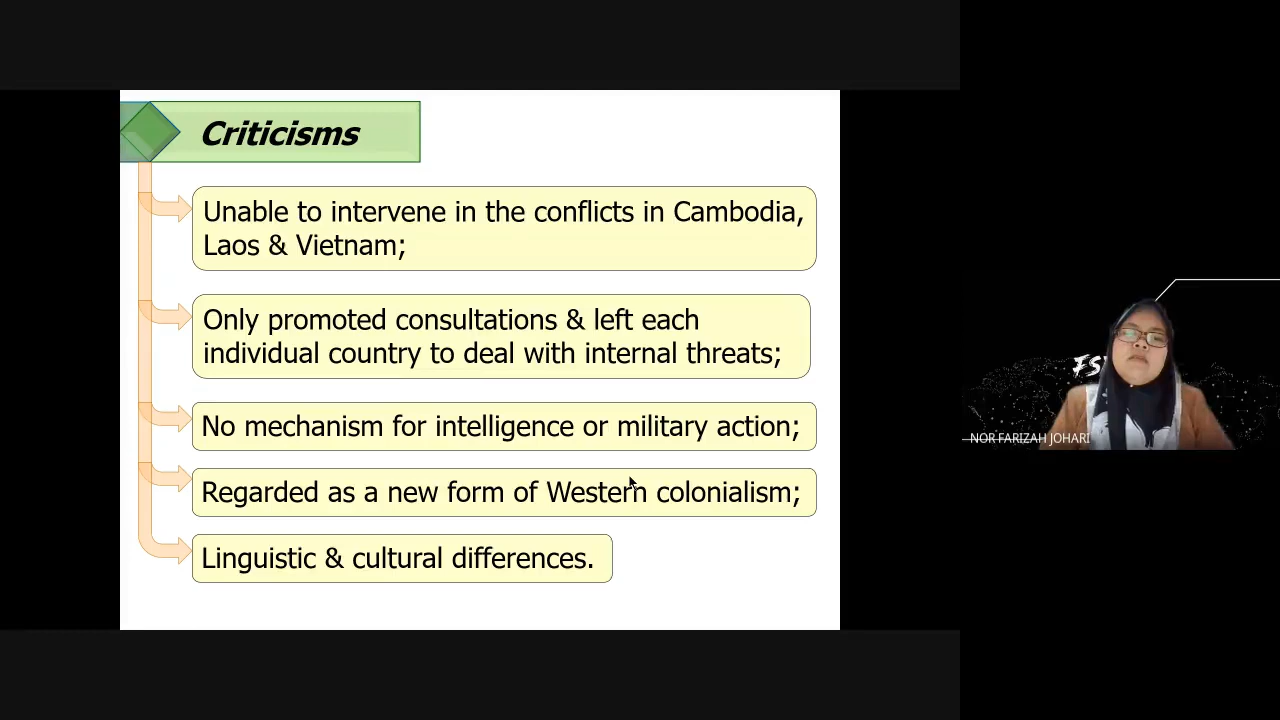 Criticisms
Unable to intervene in the conflicts in Cambodia,
Laos & Vietnam;
Only promoted consultations & left each
individual country to deal with internal threats;
No mechanism for intelligence or military action;
Regarded as a new form of Western colonialism;
Linguistic & cultural differences.
NOR FARIZAH JOHARI